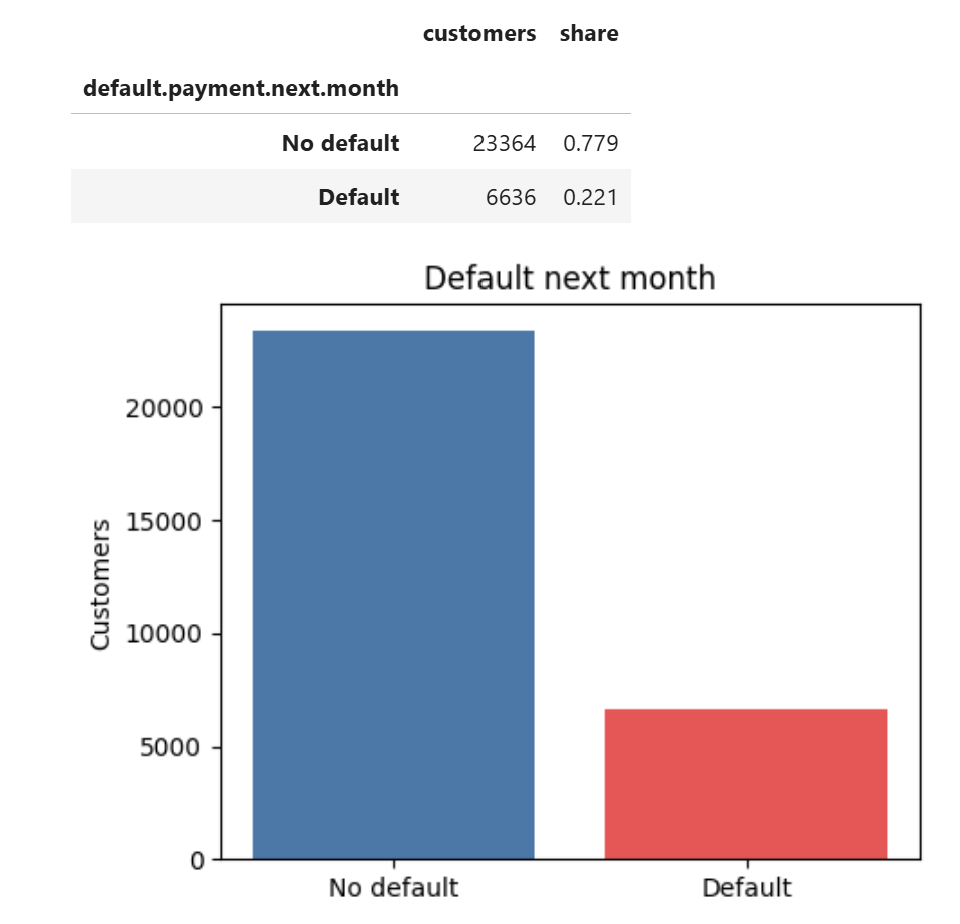 customers share
default.payment.next.month
No default 23364 0.779
Default 6636 0.221
Default next month
20000
15000
10000
5000
0
Customers
No default Default